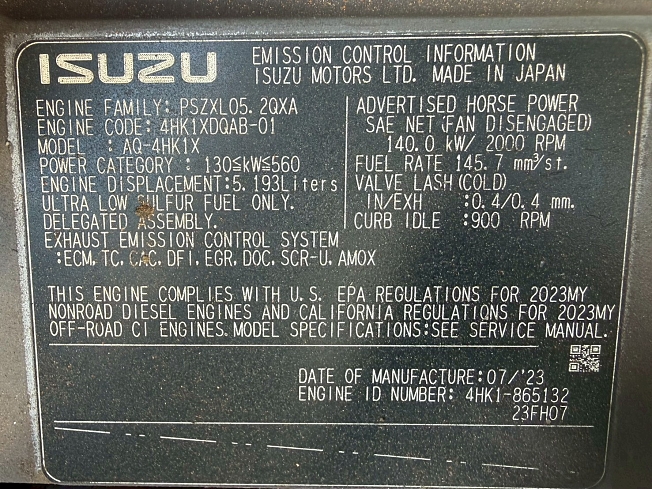 ISUZU
EMISSION CONTROL INFORMATION
ISUZU MOTORS LTD. MADE IN JAPAN
ENGINE FAMILY: PSZXL05.2QXA
ENGINE CODE: 4HK1XDQAB-01
MODEL : AQ-4HK1X
POWER CATEGORY : 130≦kW≦560
ENGINE DISPLACEMENT:5.193Liters
ULTRA LOW SULFUR FUEL ONLY.
DELEGATED ASSEMBLY.
ADVERTISED HORSE POWER
SAE NET(FAN DISENGAGED)
140.0 kW/ 2000 RPM
FUEL RATE 145.7 mm³/st.
VALVE LASH(COLD)
IN/EXH :0.4/0.4 mm.
CURB IDLE :900 RPM
EXHAUST EMISSION CONTROL SYSTEM
:ECM, TC, CAC, DFI, EGR, DOC, SCR-U, AMOX
THIS ENGINE COMPLIES WITH U.S. EPA REGULATIONS FOR 2023MY
NONROAD DIESEL ENGINES AND CALIFORNIA REGULATIONS FOR 2023MY
OFF-ROAD CI ENGINES. MODEL SPECIFICATIONS:SEE SERVICE MANUAL.
DATE OF MANUFACTURE:07/'23
ENGINE ID NUMBER: 4HK1-865132
23FH07